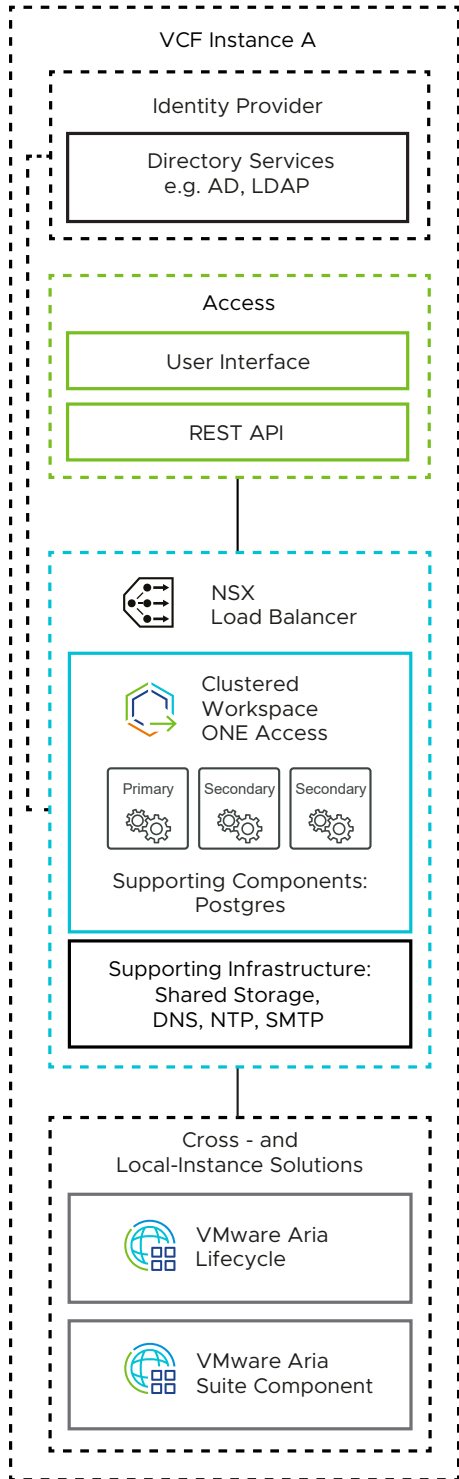 VCF Instance A
Identity Provider
Directory Services
e.g. AD, LDAP
Access
User Interface
REST API
NSX
Load Balancer
Clustered
Workspace
ONE Access
Primary
Secondary
Secondary
Supporting Components:
Postgres
Supporting Infrastructure:
Shared Storage,
DNS, NTP, SMTP
Cross - and
Local-Instance Solutions
VMware Aria
Lifecycle
VMware Aria
Suite Component